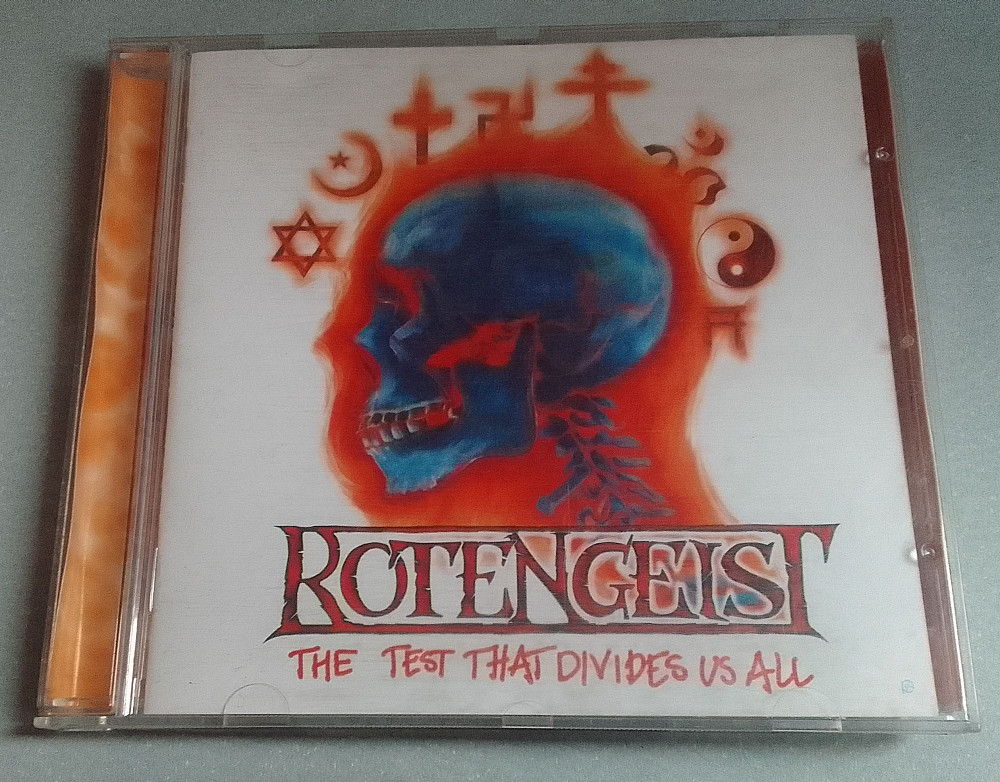 ROTENGEIST
THE TEST THAT DIVIDES US ALL